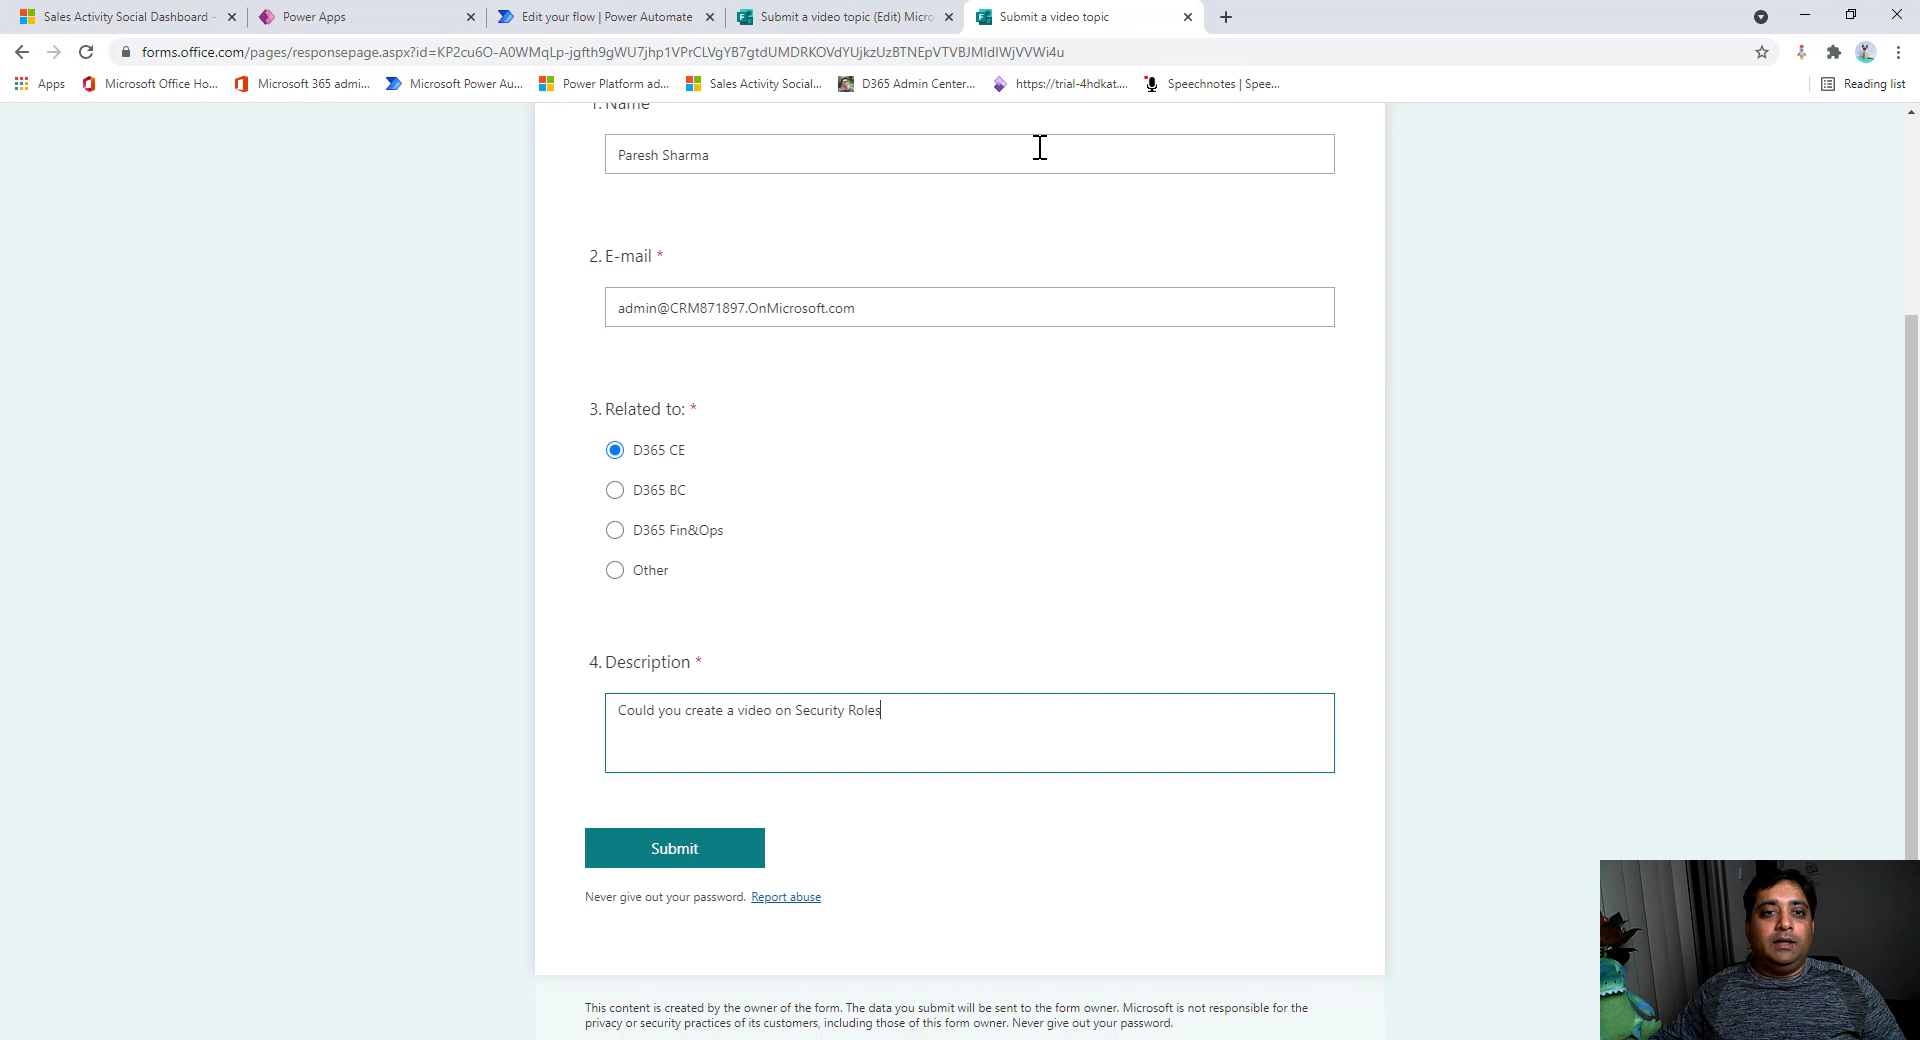 Sales Activity Social Dashboard -
Power Apps
Edit your flow | Power Automate
Submit a video topic (Edit) Micro
Submit a video topic
forms.office.com/pages/responsepage.aspx?id=KP2cu6O-A0WMqLp-jgfth9gWU7jhp1VPrCLVgYB7gtdUMDRKOVdYUjkzUzBTNEpVTVBJMldIWjVVWi4u
Apps
Microsoft Office Ho...
Microsoft 365 admi...
Microsoft Power Au...
Power Platform ad...
Sales Activity Social...
D365 Admin Center...
https://trial-4hdkat....
Speechnotes | Spee...
Reading list
1. Name
Paresh Sharma
2. E-mail *
admin@CRM871897.OnMicrosoft.com
3. Related to: *
D365 CE
D365 BC
D365 Fin&Ops
Other
4. Description *
Could you create a video on Security Roles
Submit
Never give out your password. Report abuse
This content is created by the owner of the form. The data you submit will be sent to the form owner. Microsoft is not responsible for the
privacy or security practices of its customers, including those of this form owner. Never give out your password.